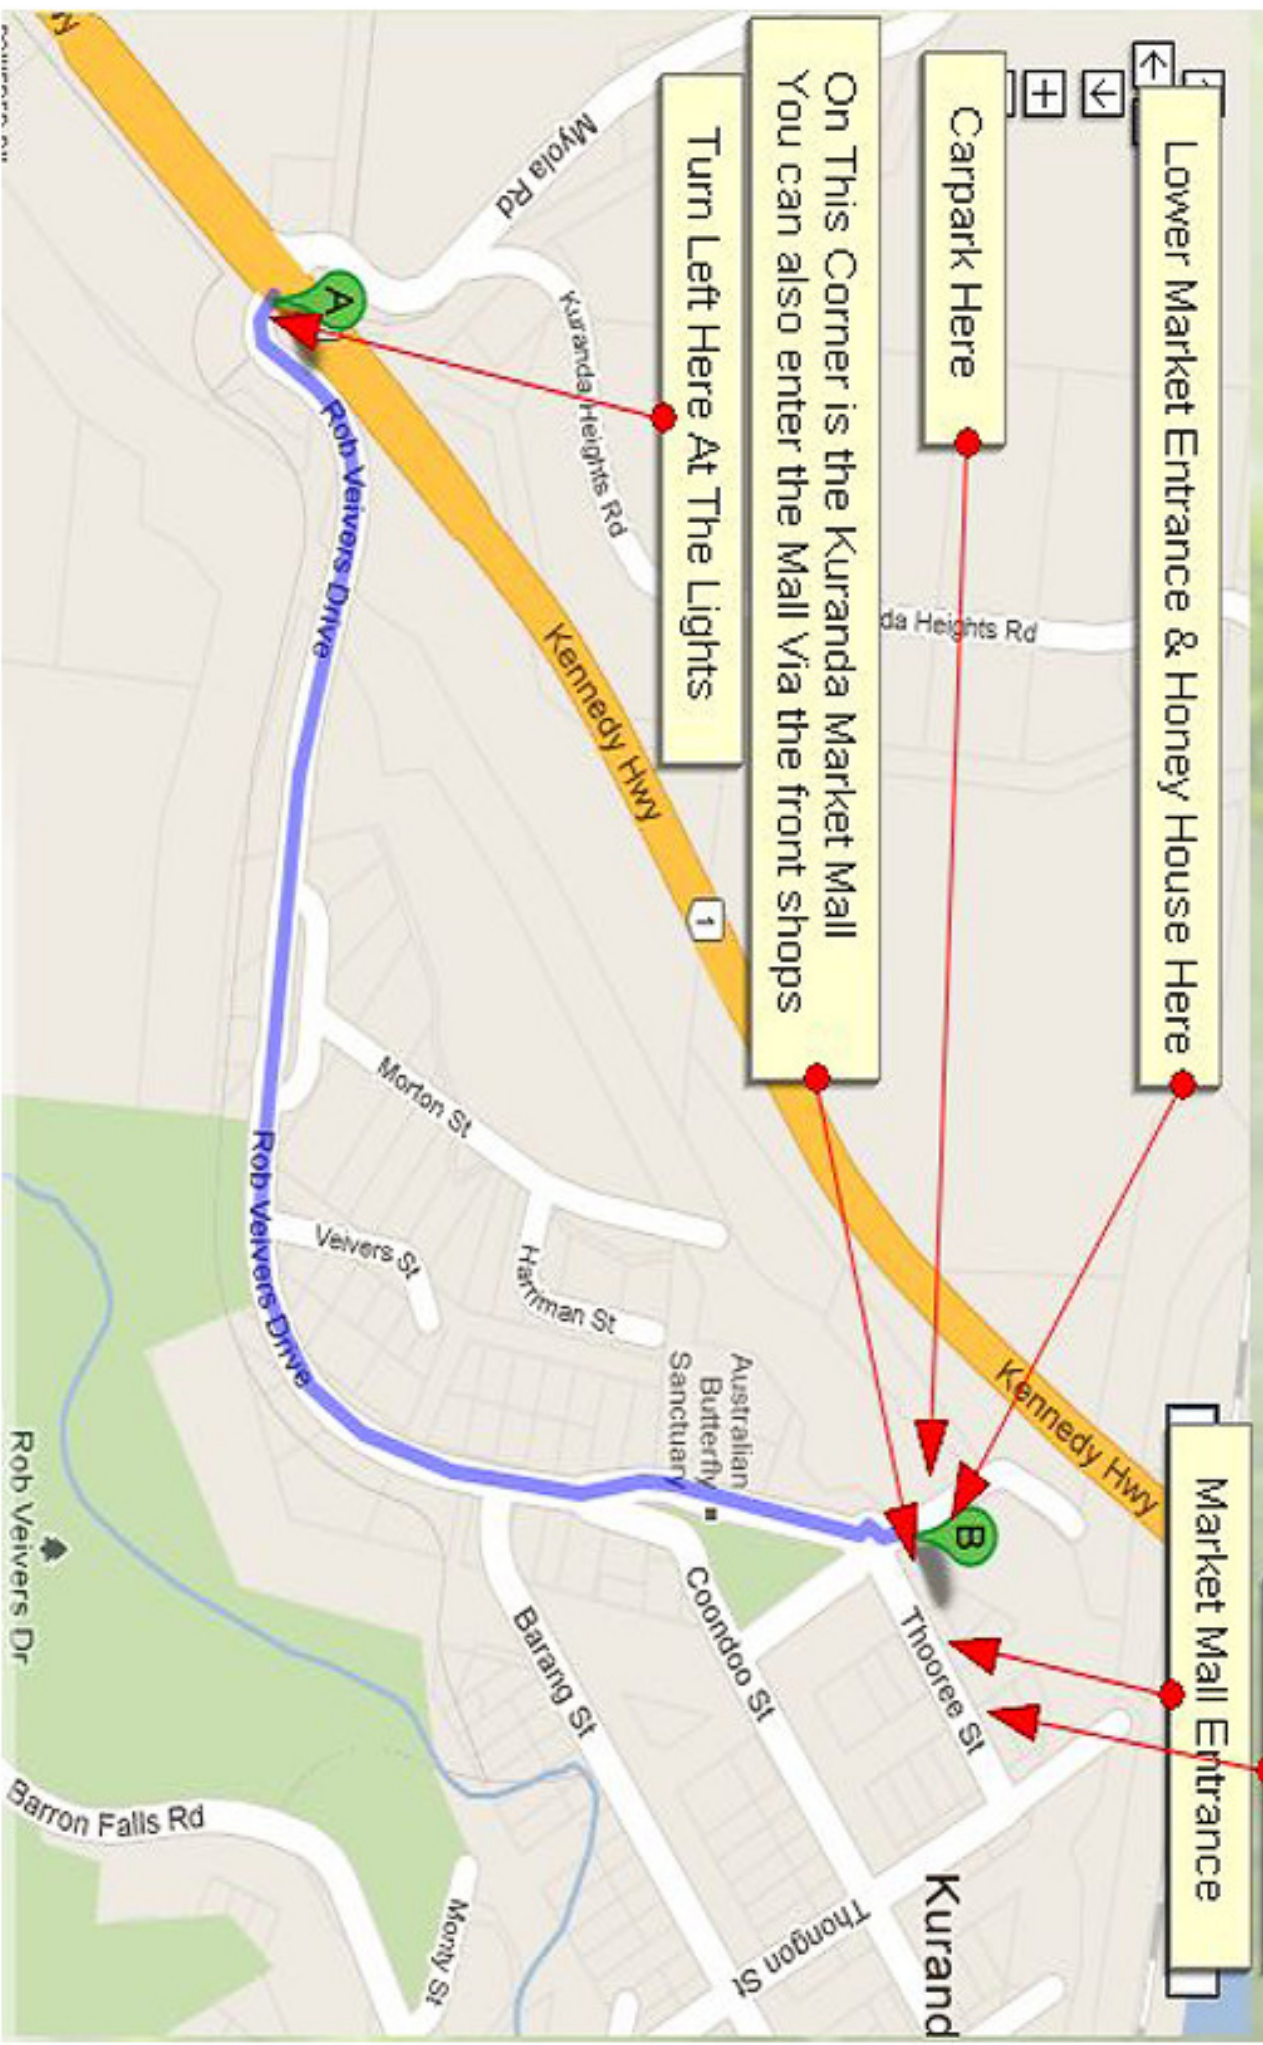 Lower Market Entrance & Honey House Here
Carpark Here
On This Corner is the Kuranda Market Mall
You can also enter the Mall Via the front shops
Turn Left Here At The Lights
Market Mall Entrance
Myola Rd
Kuranda Heights Rd
da Heights Rd
Kennedy Hwy
1
Kennedy Hwy
A
B
Rob Veivers Drive
Rob Veivers Drive
Morton St
Veivers St
Harriman St
Australian
Butterfly
Sanctuary
Thooree St
Coondoo St
Barang St
Thongon St
Kurand
Rob Veivers Dr
Barron Falls Rd
Monty St
wy